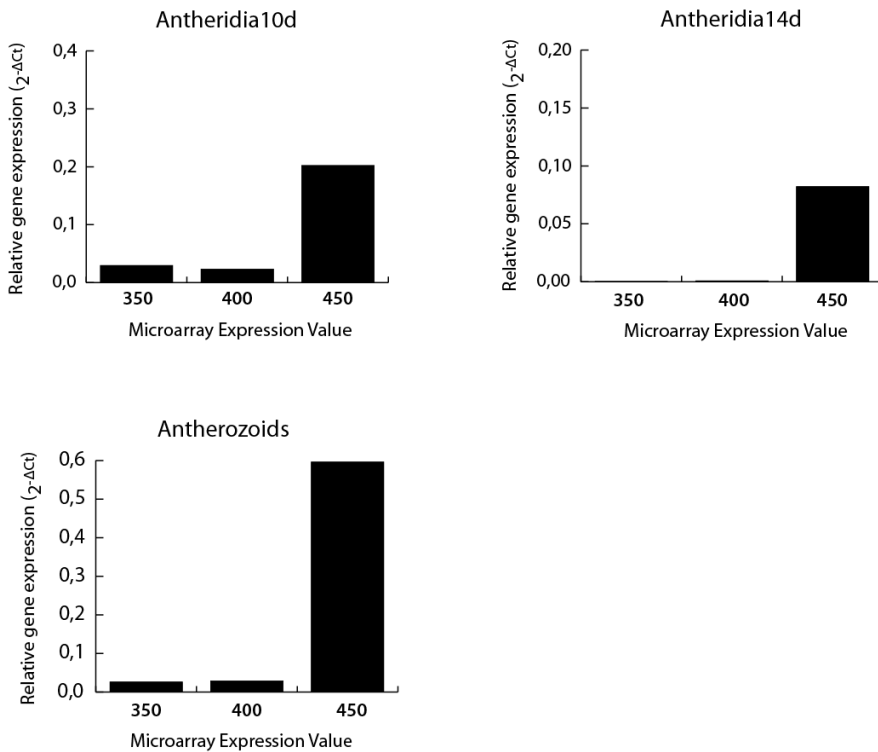 Antheridia10d
Relative gene expression (2-ΔCt)
0,4
0,3
0,2
0,1
0,0
350 400 450
Microarray Expression Value
Antheridia14d
Relative gene expression (2-ΔCt)
0,20
0,15
0,10
0,05
0,00
350 400 450
Microarray Expression Value
Antherozoids
Relative gene expression (2-ΔCt)
0,6
0,5
0,4
0,3
0,2
0,1
0,0
350 400 450
Microarray Expression Value